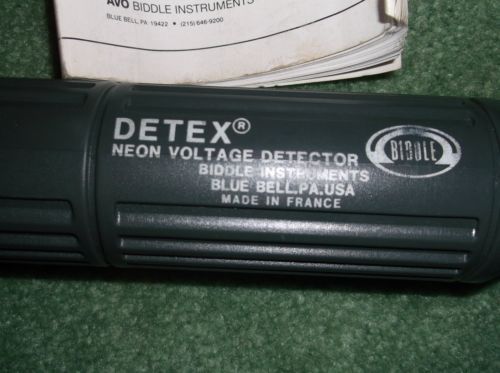 AVO BIDDLE INSTRUMENTS
BLUE BELL, PA. 19422 • (215) 646-9200
DETEX®
NEON VOLTAGE DETECTOR
BIDDLE INSTRUMENTS
BLUE BELL,PA.USA
MADE IN FRANCE
BIDDLE